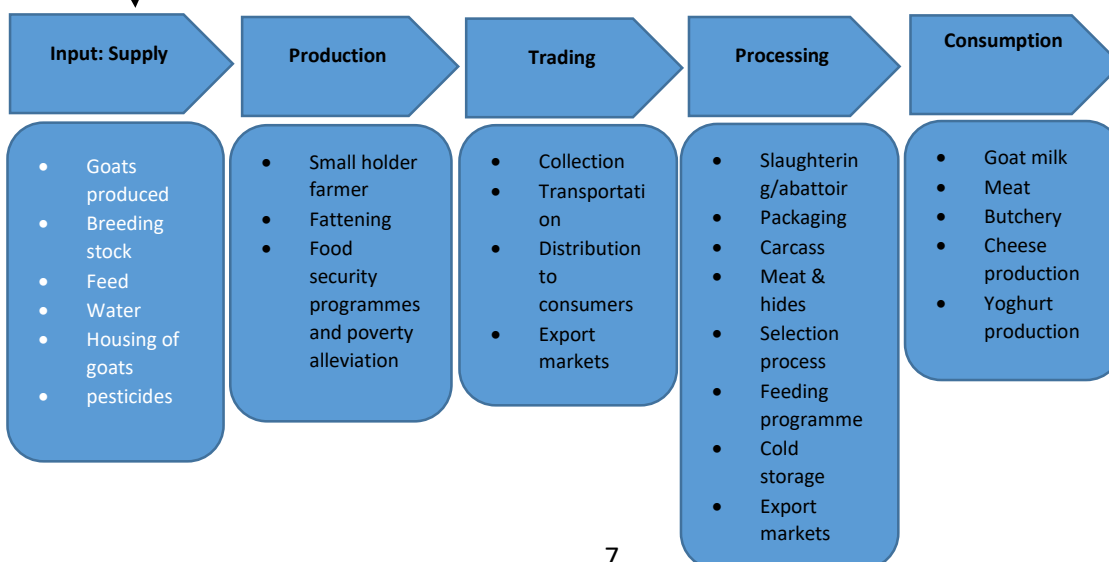 Input: Supply
Production
Trading
Processing
Consumption
• Goats
produced
• Breeding
stock
• Feed
• Water
• Housing of
goats
• pesticides
• Small holder
farmer
• Fattening
• Food
security
programmes
and poverty
alleviation
• Collection
• Transportati
on
• Distribution
to
consumers
• Export
markets
• Slaughterin
g/abattoir
• Packaging
• Carcass
• Meat &
hides
• Selection
process
• Feeding
programme
• Cold
storage
• Export
markets
• Goat milk
• Meat
• Butchery
• Cheese
production
• Yoghurt
production
7